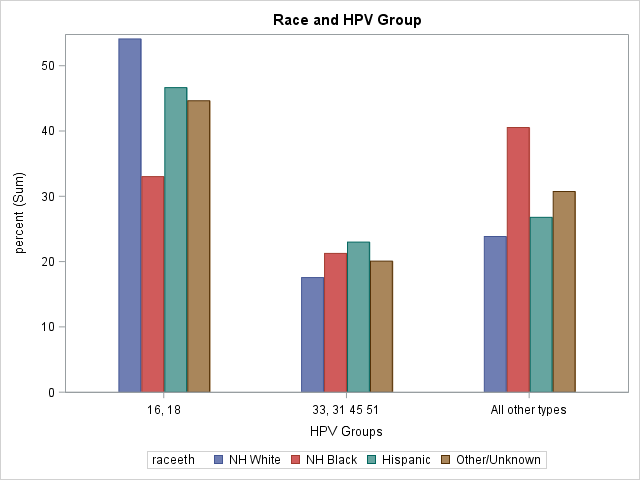 Race and HPV Group
percent (Sum)
50
40
30
20
10
0
16, 18
33, 31 45 51
All other types
HPV Groups
raceeth NH White NH Black Hispanic Other/Unknown